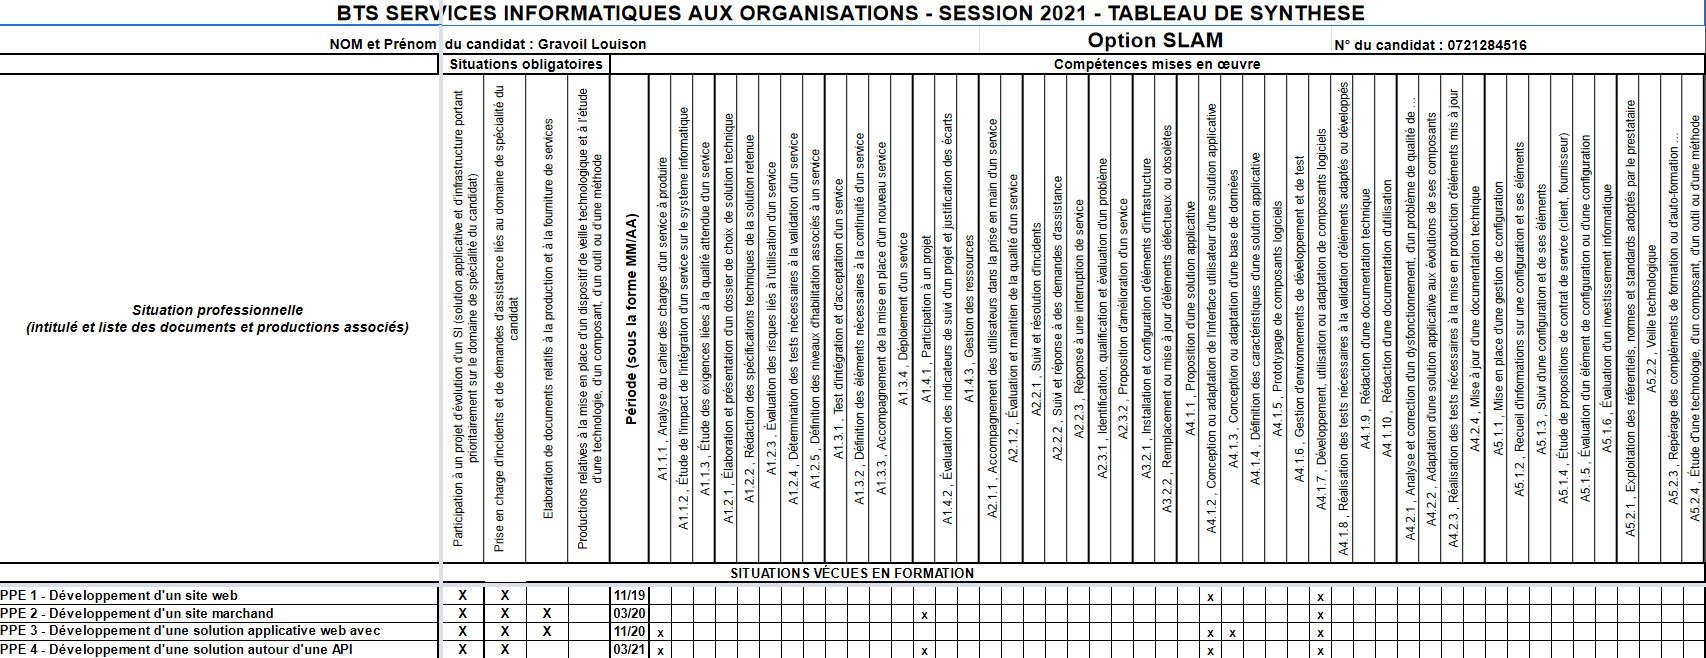 BTS SERVICES INFORMATIQUES AUX ORGANISATIONS - SESSION 2021 - TABLEAU DE SYNTHESE
NOM et Prénom du candidat : Gravoil Louison
Option SLAM
N° du candidat : 0721284516
Situations obligatoires
Compétences mises en œuvre
Situation professionnelle
(intitulé et liste des documents et productions associés)
Participation à un projet d'évolution d'un SI (solution applicative et d'infrastructure portant
prioritairement sur le domaine de spécialité du candidat)
Prise en charge d'incidents et de demandes d'assistance liés au domaine de spécialité du
candidat
Elaboration de documents relatifs à la production et à la fourniture de services
Productions relatives à la mise en place d'un dispositif de veille technologique et à l'étude
d'une technologie, d'un composant, d'un outil ou d'une méthode
Période (sous la forme MM/AA)
A1.1.1 , Analyse du cahier des charges d'un service à produire
A1.1.2 , Étude de l'impact de l'intégration d'un service sur le système informatique
A1.1.3 , Étude des exigences liées à la qualité attendue d'un service
A1.2.1 , Élaboration et présentation d'un dossier de choix de solution technique
A1.2.2 , Rédaction des spécifications techniques de la solution retenue
A1.2.3 , Évaluation des risques liés à l'utilisation d'un service
A1.2.4 , Détermination des tests nécessaires à la validation d'un service
A1.2.5 , Définition des niveaux d'habilitation associés à un service
A1.3.1 , Test d'intégration et d'acceptation d'un service
A1.3.2 , Définition des éléments nécessaires à la continuité d'un service
A1.3.3 , Accompagnement de la mise en place d'un nouveau service
A1.3.4 , Déploiement d'un service
A1.4.1 , Participation à un projet
A1.4.2 , Évaluation des indicateurs de suivi d'un projet et justification des écarts
A1.4.3 , Gestion des ressources
A2.1.1 , Accompagnement des utilisateurs dans la prise en main d'un service
A2.1.2 , Évaluation et maintien de la qualité d'un service
A2.2.1 , Suivi et résolution d'incidents
A2.2.2 , Suivi et réponse à des demandes d'assistance
A2.2.3 , Réponse à une interruption de service
A2.3.1 , Identification, qualification et évaluation d'un problème
A2.3.2 , Proposition d'amélioration d'un service
A3.2.1 , Installation et configuration d'éléments d'infrastructure
A3.2.2 , Remplacement ou mise à jour d'éléments défectueux ou obsolètes
A4.1.1 , Proposition d'une solution applicative
A4.1.2 , Conception ou adaptation de l'interface utilisateur d'une solution applicative
A4.1.3 , Conception ou adaptation d'une base de données
A4.1.4 , Définition des caractéristiques d'une solution applicative
A4.1.5 , Prototypage de composants logiciels
A4.1.6 , Gestion d'environnements de développement et de test
A4.1.7 , Développement, utilisation ou adaptation de composants logiciels
A4.1.8 , Réalisation des tests nécessaires à la validation d'éléments adaptés ou développés
A4.1.9 , Rédaction d'une documentation technique
A4.1.10 , Rédaction d'une documentation d'utilisation
A4.2.1 , Analyse et correction d'un dysfonctionnement, d'un problème de qualité de ...
A4.2.2 , Adaptation d'une solution applicative aux évolutions de ses composants
A4.2.3 , Réalisation des tests nécessaires à la mise en production d'éléments mis à jour
A4.2.4 , Mise à jour d'une documentation technique
A5.1.1 , Mise en place d'une gestion de configuration
A5.1.2 , Recueil d'informations sur une configuration et ses éléments
A5.1.3 , Suivi d'une configuration et de ses éléments
A5.1.4 , Étude de propositions de contrat de service (client, fournisseur)
A5.1.5 , Évaluation d'un élément de configuration ou d'une configuration
A5.1.6 , Évaluation d'un investissement informatique
A5.2.1 , Exploitation des référentiels, normes et standards adoptés par le prestataire
A5.2.2 , Veille technologique
A5.2.3 , Repérage des compléments de formation ou d'auto-formation ...
A5.2.4 , Étude d'une technologie, d'un composant, d'un outil ou d'une méthode
SITUATIONS VÉCUES EN FORMATION
PPE 1 - Développement d'un site web X X 11/19 x x
PPE 2 - Développement d'un site marchand X X X 03/20 x x
PPE 3 - Développement d'une solution applicative web avec X X X 11/20 x x x x
PPE 4 - Développement d'une solution autour d'une API X X 03/21 x x x x